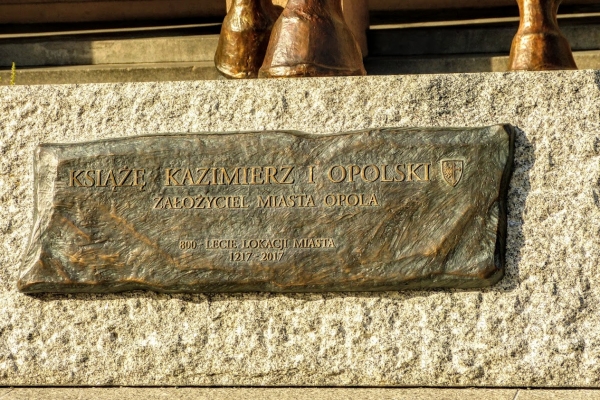 KSIĄŻĘ KAZIMIERZ I OPOLSKI
ZAŁOŻYCIEL MIASTA OPOLA
800-LECIE LOKACJI MIASTA
1217-2017